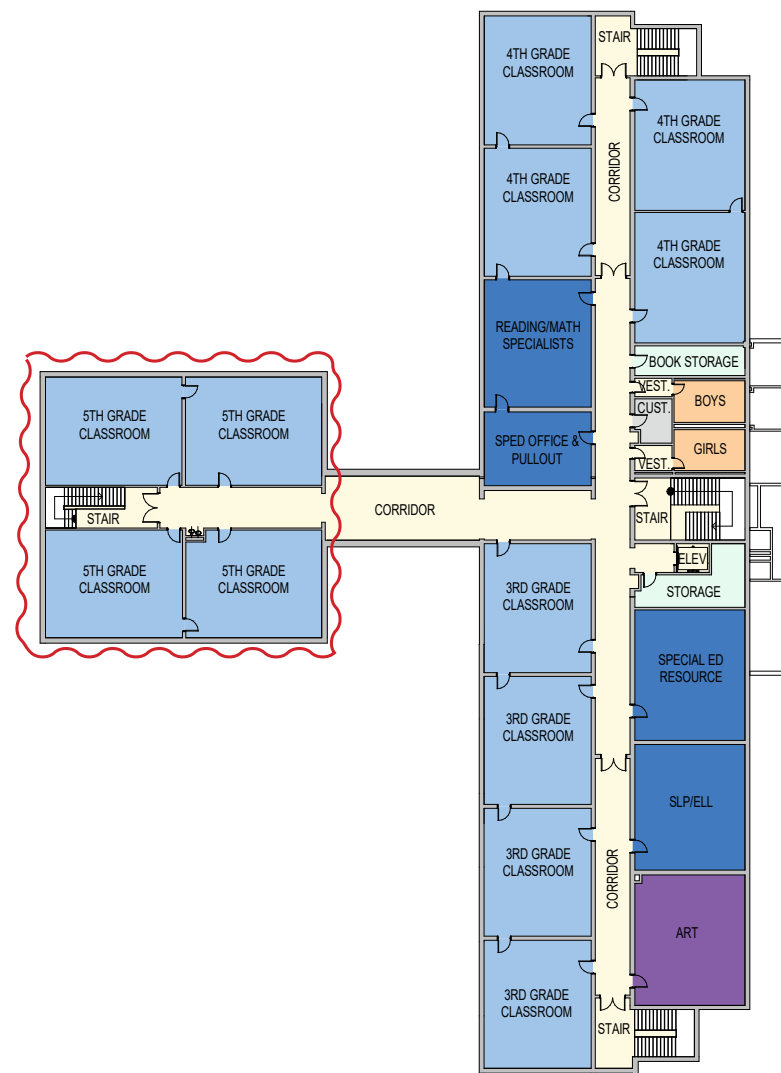 STAIR
4TH GRADE
CLASSROOM
4TH GRADE
CLASSROOM
CORRIDOR
4TH GRADE
CLASSROOM
4TH GRADE
CLASSROOM
READING/MATH
SPECIALISTS
BOOK STORAGE
VEST.
BOYS
CUST.
SPED OFFICE &
PULLOUT
GIRLS
VEST.
5TH GRADE
CLASSROOM
5TH GRADE
CLASSROOM
STAIR
CORRIDOR
STAIR
5TH GRADE
CLASSROOM
5TH GRADE
CLASSROOM
ELEV
STORAGE
3RD GRADE
CLASSROOM
SPECIAL ED
RESOURCE
3RD GRADE
CLASSROOM
SLP/ELL
3RD GRADE
CLASSROOM
CORRIDOR
ART
3RD GRADE
CLASSROOM
STAIR